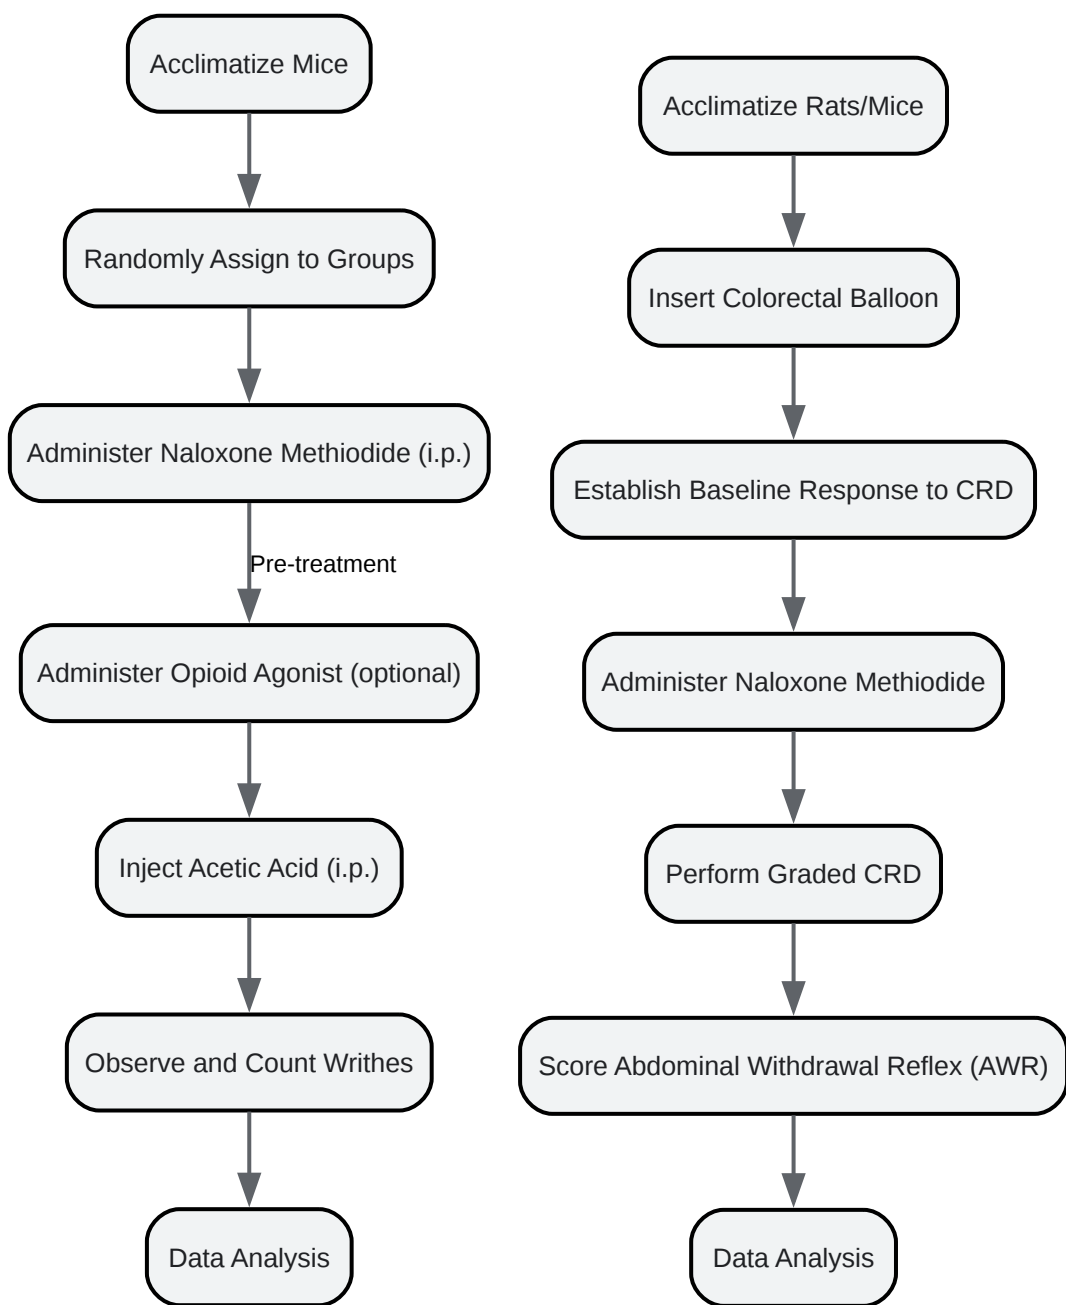 Acclimatize Mice
Randomly Assign to Groups
Administer Naloxone Methiodide (i.p.)
Pre-treatment
Administer Opioid Agonist (optional)
Inject Acetic Acid (i.p.)
Observe and Count Writhes
Data Analysis
Acclimatize Rats/Mice
Insert Colorectal Balloon
Establish Baseline Response to CRD
Administer Naloxone Methiodide
Perform Graded CRD
Score Abdominal Withdrawal Reflex (AWR)
Data Analysis